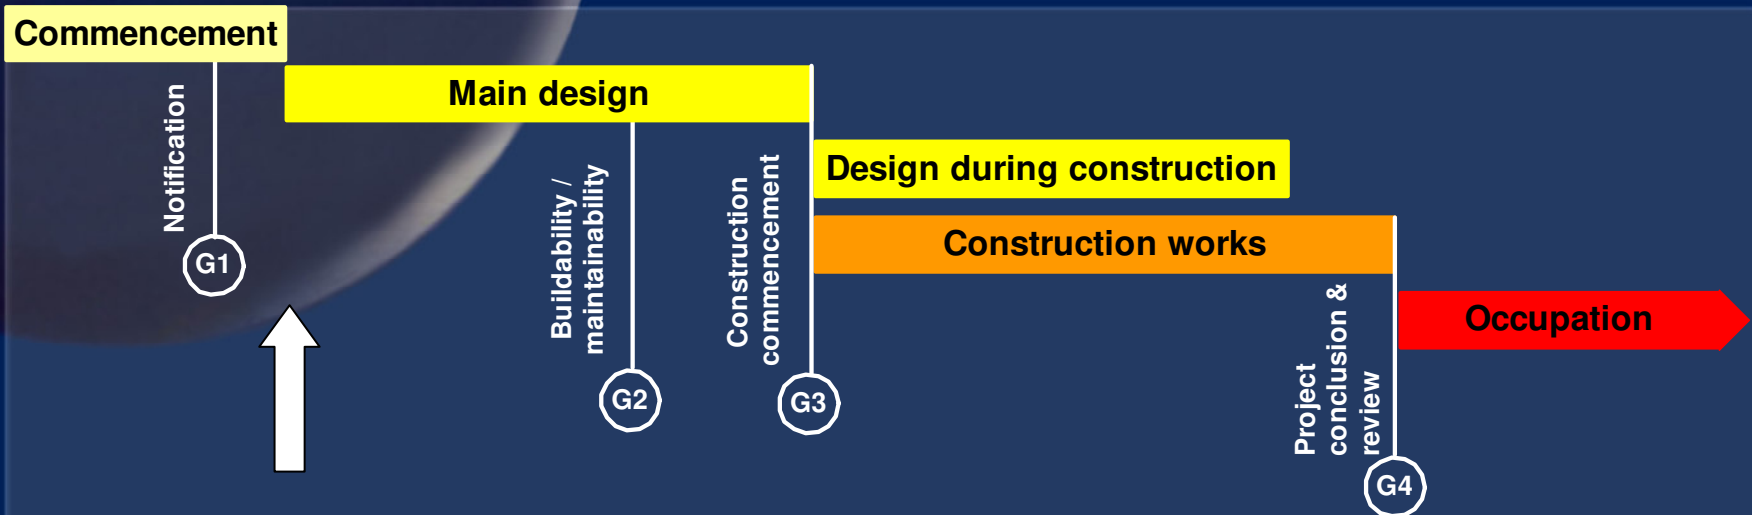 Commencement
Main design
Notification
G1
Design during construction
Buildability /
maintainability
G2
Construction
commencement
G3
Construction works
Occupation
Project
conclusion &
review
G4